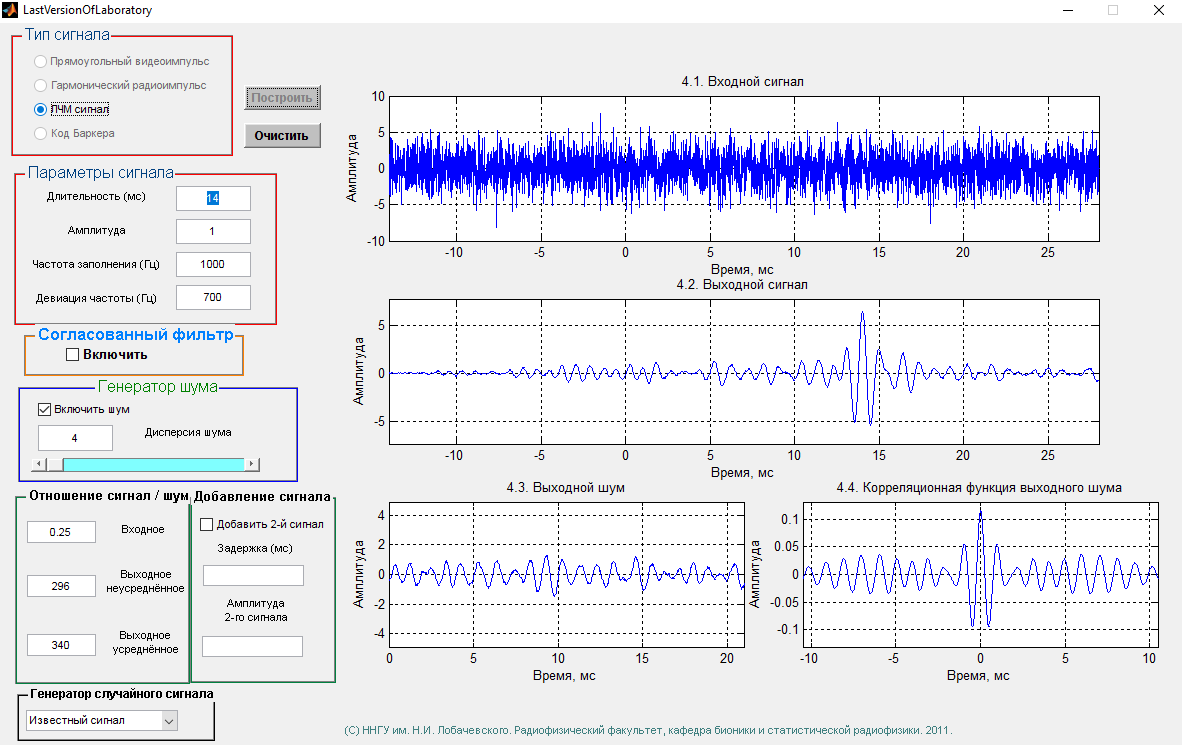 LastVersionOfLaboratory
Тип сигнала
Прямоугольный видеоимпульс
Гармонический радиоимпульс
ЛЧМ сигнал
Код Баркера
Построить
Очистить
Параметры сигнала
Длительность (мс)
14
Амплитуда
1
Частота заполнения (Гц)
1000
Девиация частоты (Гц)
700
Согласованный фильтр
Включить
Генератор шума
Включить шум
4
Дисперсия шума
Отношение сигнал / шум
0.25
Входное
296
Выходное
неусреднённое
340
Выходное
усреднённое
Добавление сигнала
Добавить 2-й сигнал
Задержка (мс)
Амплитуда
2-го сигнала
Генератор случайного сигнала
Известный сигнал
4.1. Входной сигнал
Амплитуда
10
5
0
-5
-10
-10 -5 0 5 10 15 20 25
Время, мс
4.2. Выходной сигнал
Амплитуда
5
0
-5
-10 -5 0 5 10 15 20 25
Время, мс
4.3. Выходной шум
Амплитуда
4
2
0
-2
-4
0 5 10 15 20
Время, мс
4.4. Корреляционная функция выходного шума
Амплитуда
0.1
0.05
0
-0.05
-0.1
-10 -5 0 5 10
Время, мс
(С) ННГУ им. Н.И. Лобачевского. Радиофизический факультет, кафедра бионики и статистической радиофизики. 2011.